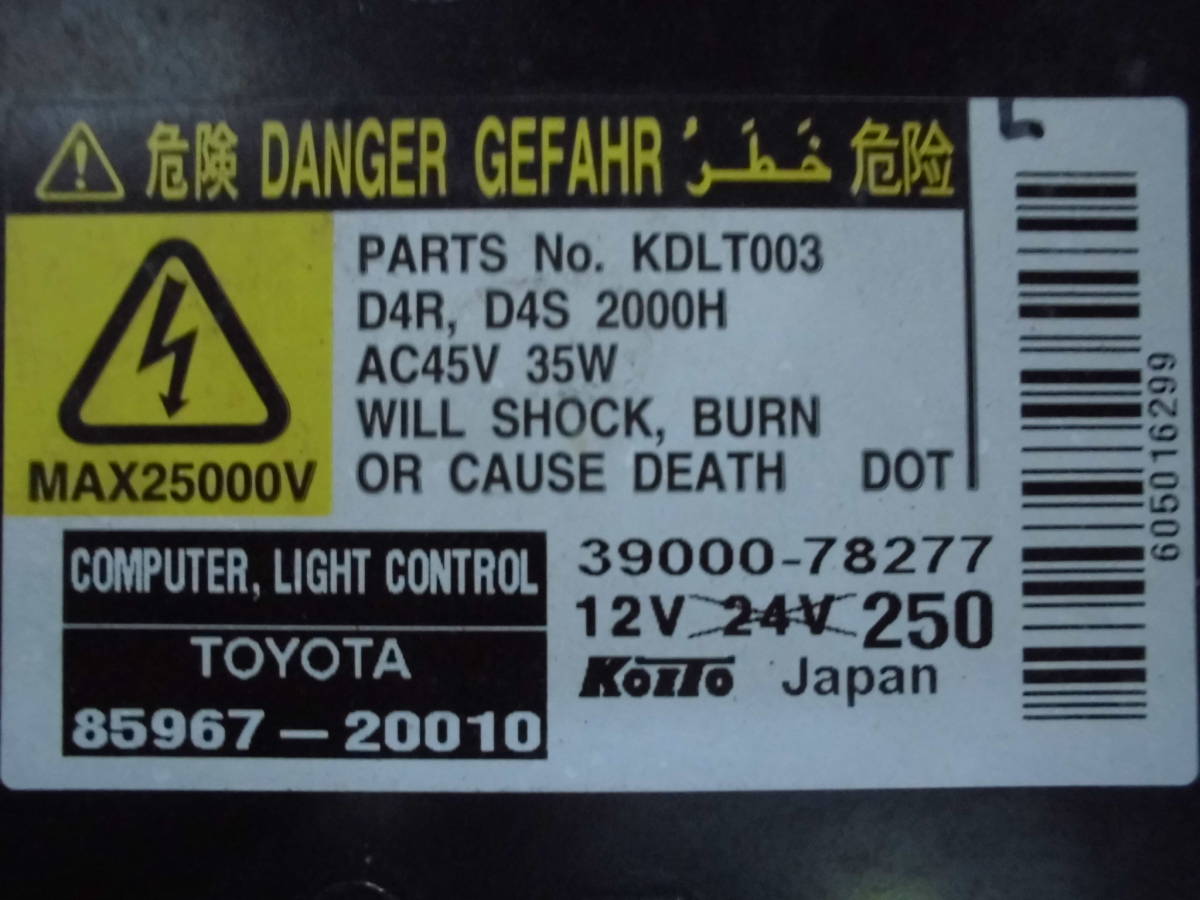 危険 DANGER GEFAHR خَطَرٌ 危险
PARTS No. KDLT003
D4R, D4S 2000H
AC45V 35W
WILL SHOCK, BURN
OR CAUSE DEATH DOT
MAX25000V
COMPUTER, LIGHT CONTROL
TOYOTA
85967-20010
39000-78277
12V 24V 250
KOITO Japan
605016299